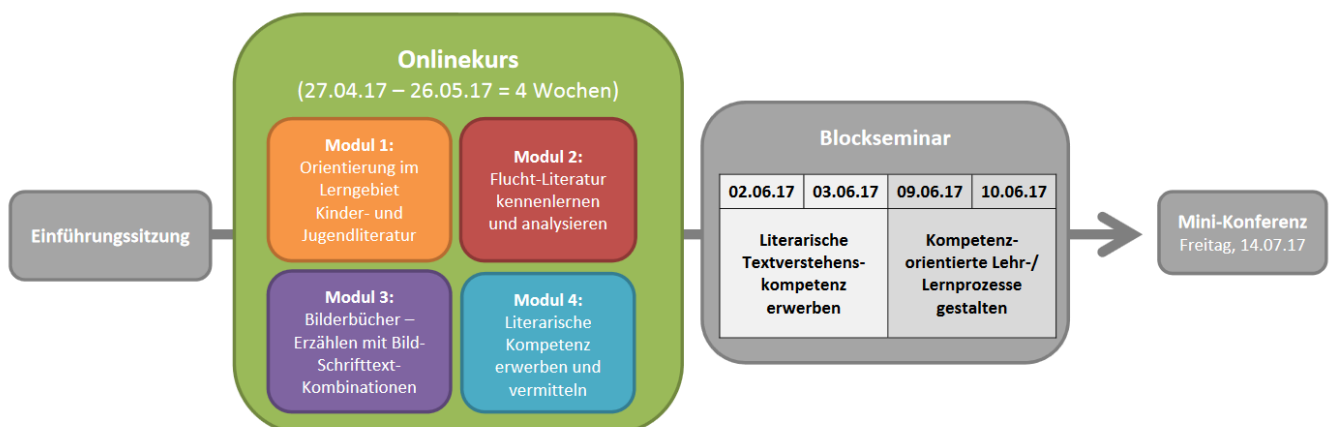 Einführungssitzung
Onlinekurs
(27.04.17 – 26.05.17 = 4 Wochen)
Modul 1:
Orientierung im
Lerngebiet
Kinder- und
Jugendliteratur
Modul 2:
Flucht-Literatur
kennenlernen
und analysieren
Modul 3:
Bilderbücher –
Erzählen mit Bild-
Schrifttext-
Kombinationen
Modul 4:
Literarische
Kompetenz
erwerben und
vermitteln
Blockseminar
02.06.17 03.06.17 09.06.17 10.06.17
Literarische
Textverstehens-
kompetenz
erwerben
Kompetenz-
orientierte Lehr-/
Lernprozesse
gestalten
Mini-Konferenz
Freitag, 14.07.17